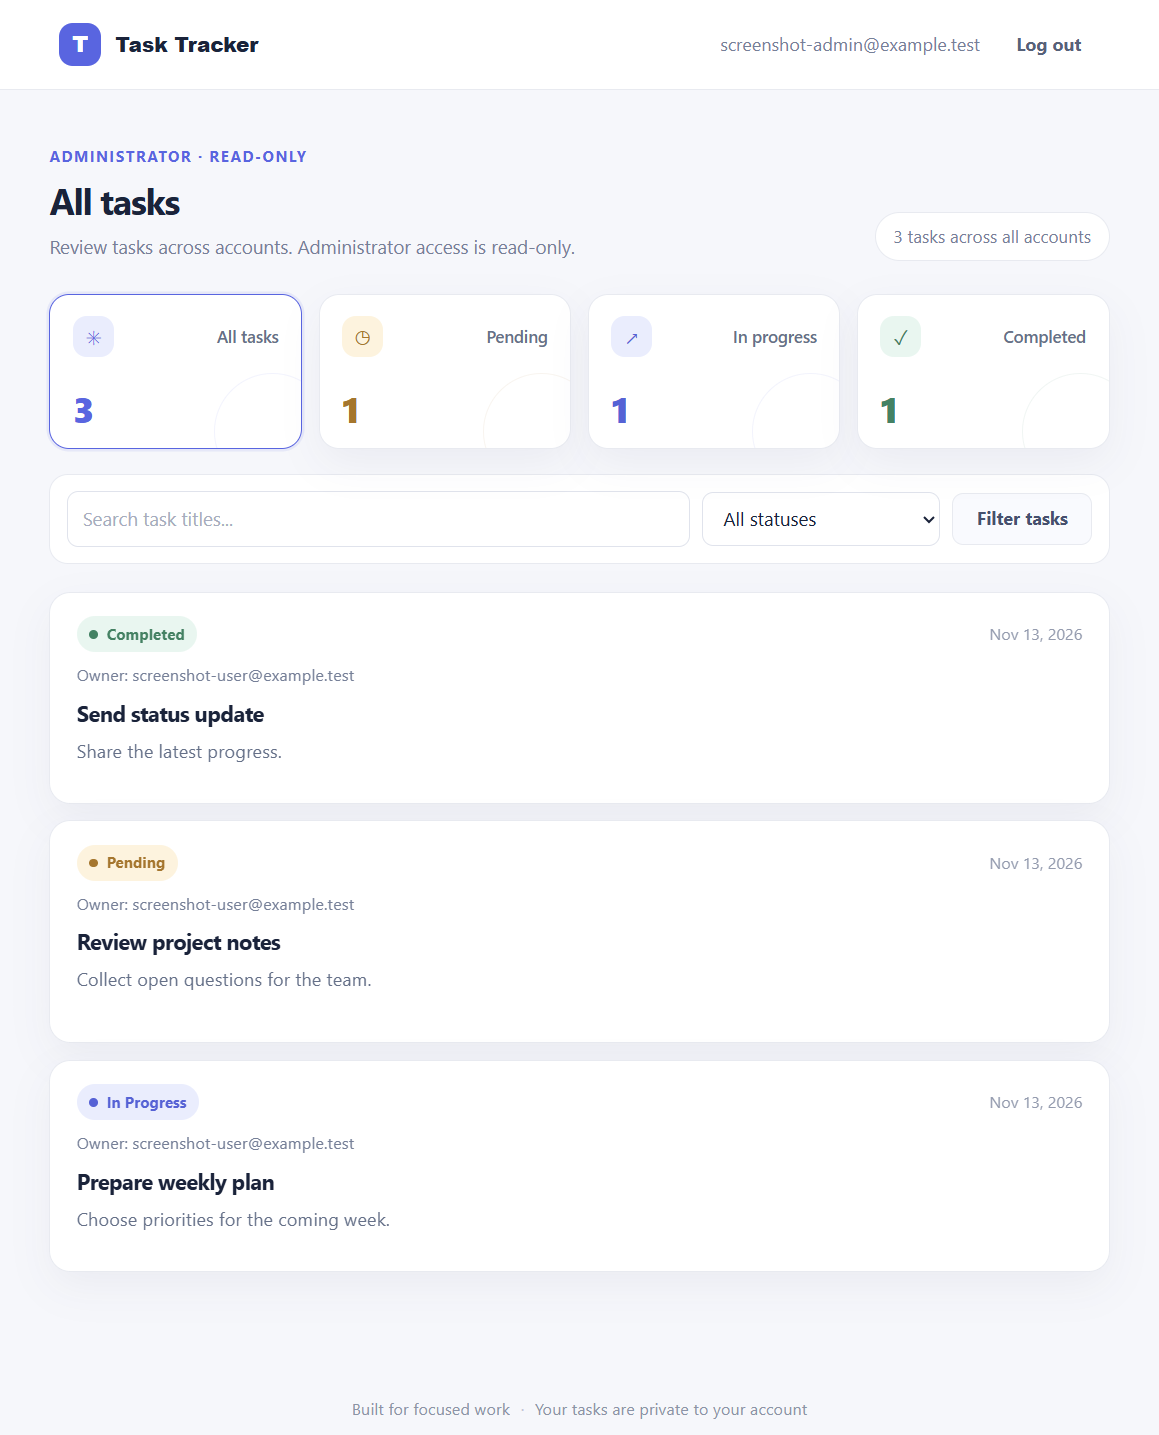 T Task Tracker screenshot-admin@example.test Log out
ADMINISTRATOR · READ-ONLY
All tasks
Review tasks across accounts. Administrator access is read-only.
3 tasks across all accounts
All tasks
3
Pending
1
In progress
1
Completed
1
Search task titles...
All statuses
Filter tasks
Completed Nov 13, 2026
Owner: screenshot-user@example.test
Send status update
Share the latest progress.
Pending Nov 13, 2026
Owner: screenshot-user@example.test
Review project notes
Collect open questions for the team.
In Progress Nov 13, 2026
Owner: screenshot-user@example.test
Prepare weekly plan
Choose priorities for the coming week.
Built for focused work · Your tasks are private to your account